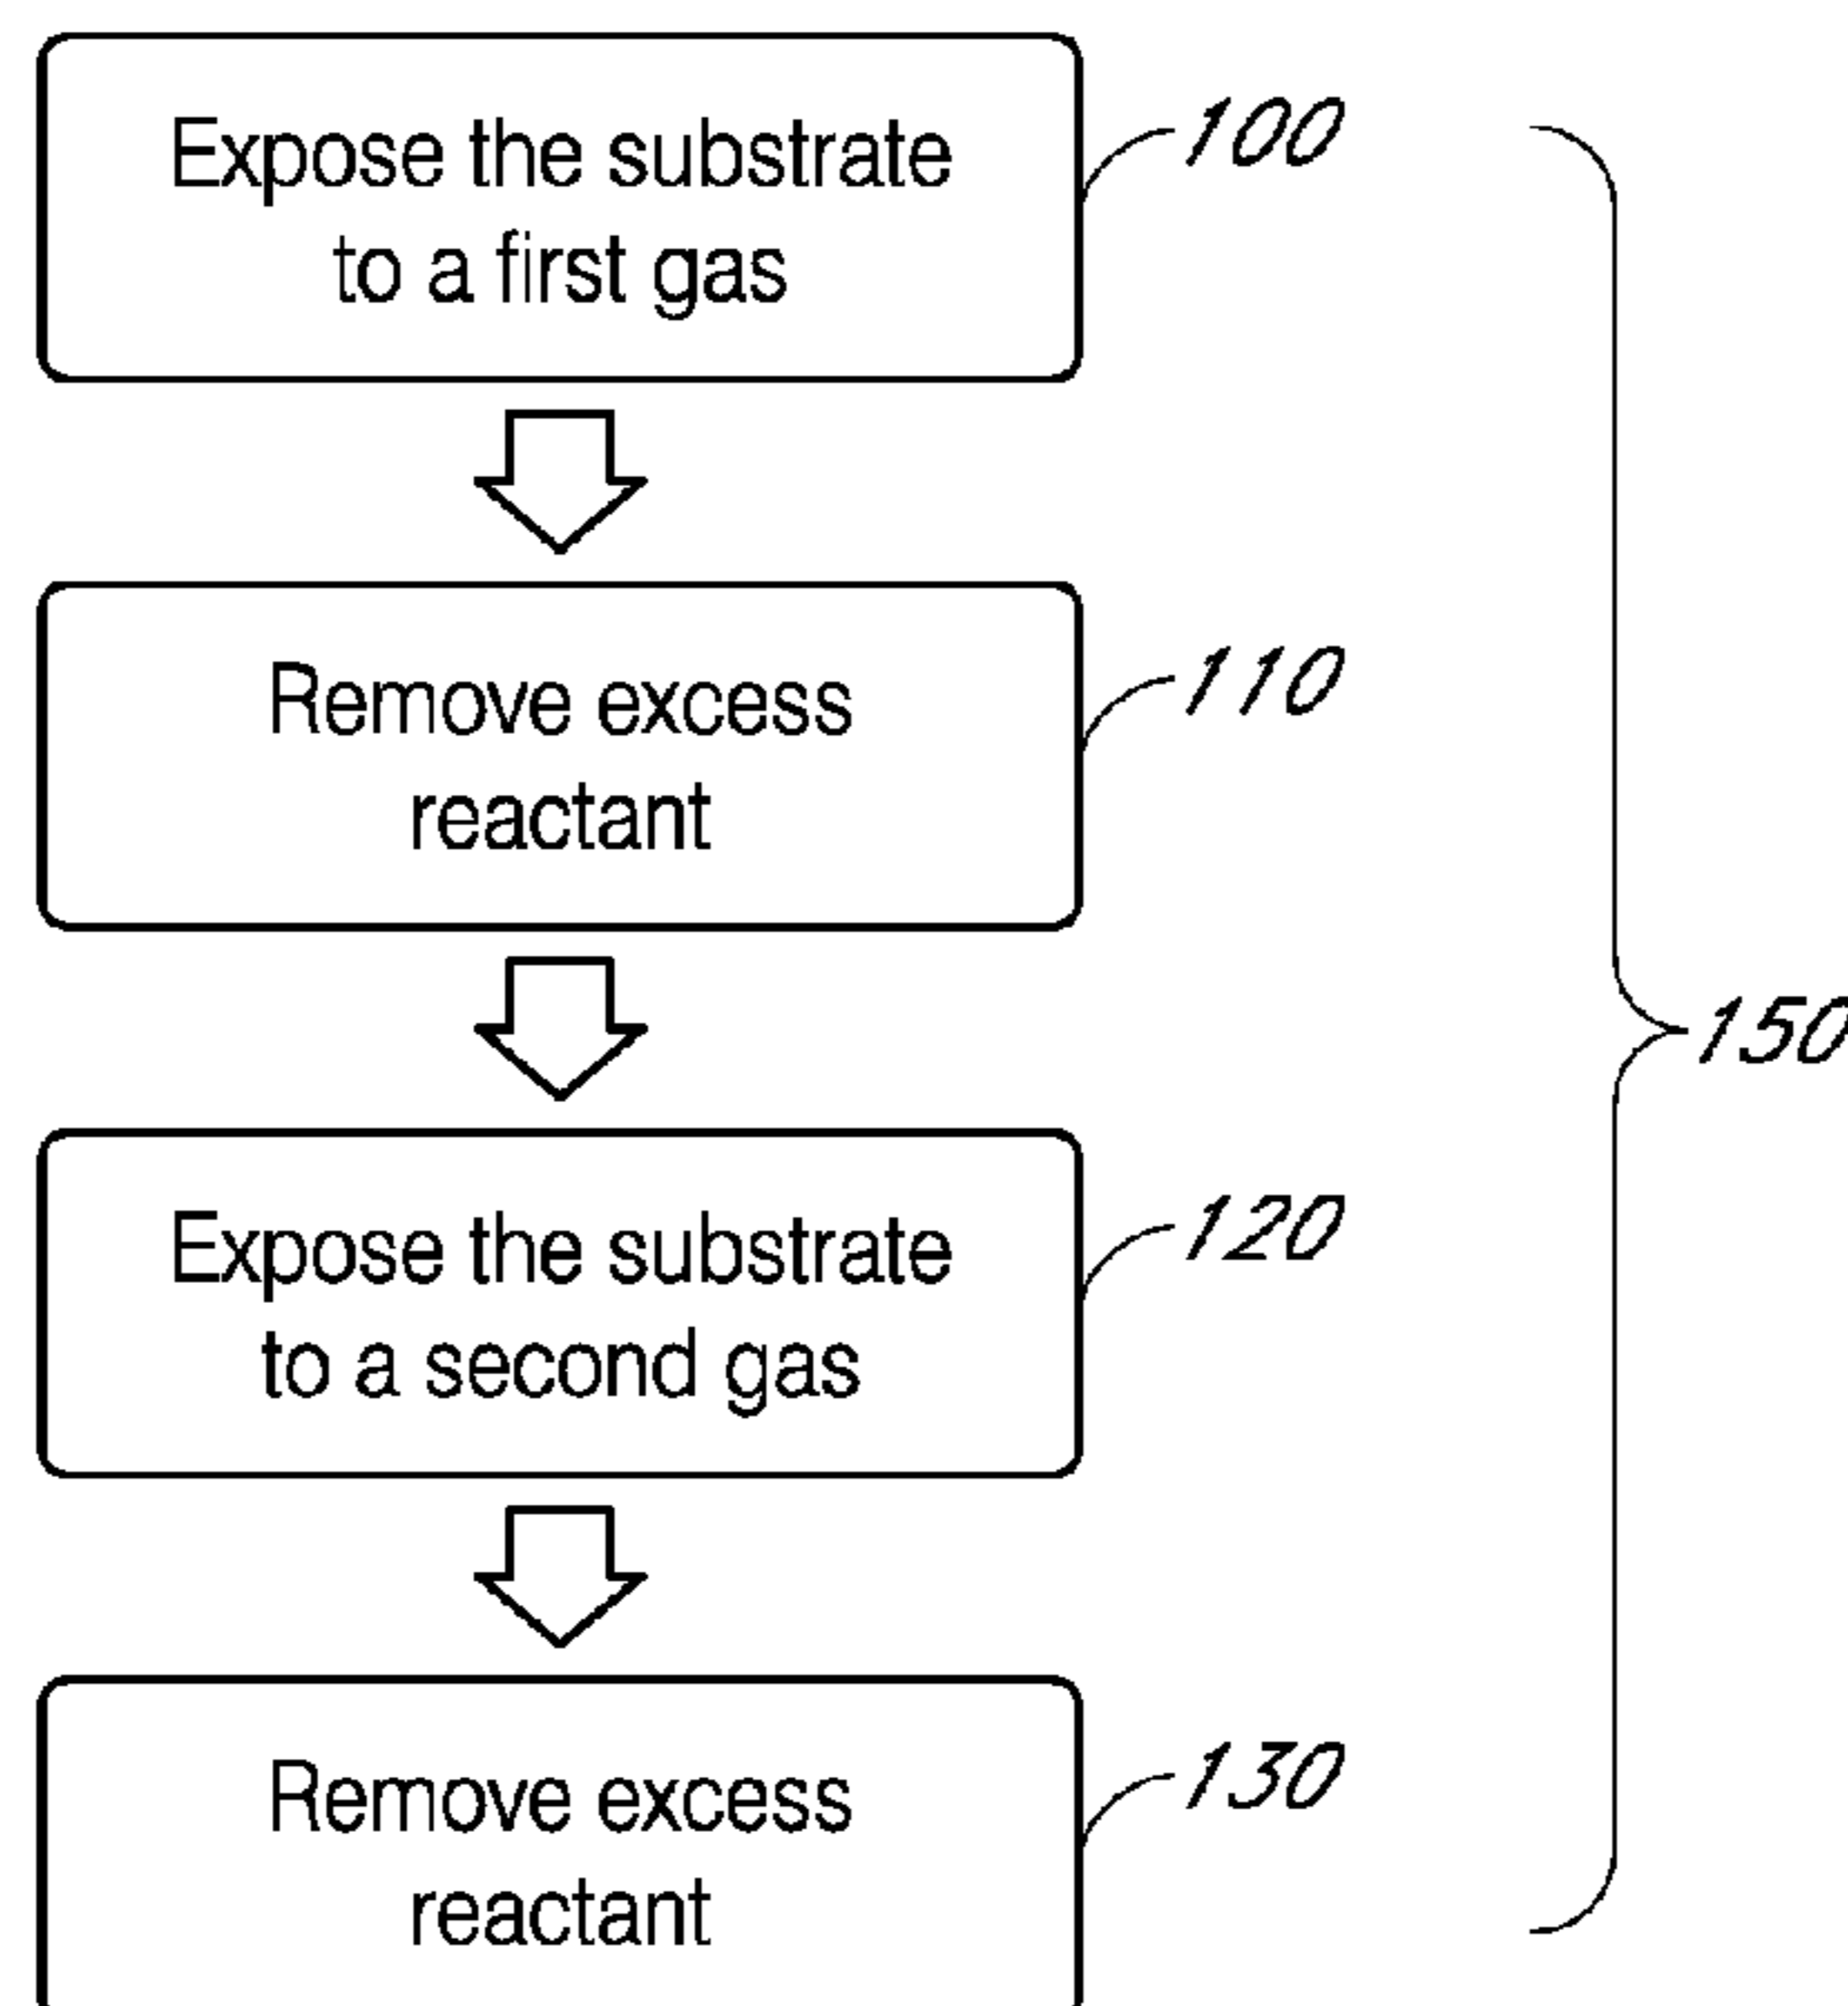 Expose the substrate
to a first gas
100
Remove excess
reactant
110
150
Expose the substrate
to a second gas
120
Remove excess
reactant
130